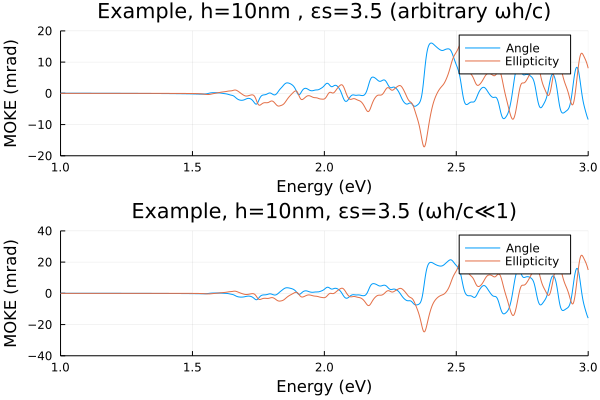 Example, h=10nm , εs=3.5 (arbitrary ωh/c)
20
10
0
−10
−20
MOKE (mrad)
Angle
Ellipticity
1.0 1.5 2.0 2.5 3.0
Energy (eV)
Example, h=10nm, εs=3.5 (ωh/c≪1)
40
20
0
−20
−40
MOKE (mrad)
Angle
Ellipticity
1.0 1.5 2.0 2.5 3.0
Energy (eV)